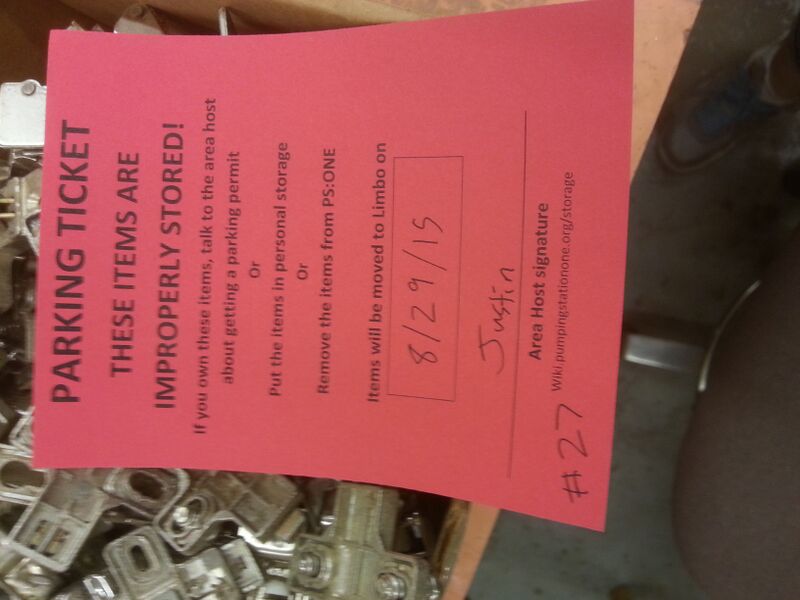 PARKING TICKET
THESE ITEMS ARE
IMPROPERLY STORED!
If you own these items, talk to the area host
about getting a parking permit
Or
Put the items in personal storage
Or
Remove the items from PS:ONE
Items will be moved to Limbo on
8/29/15
Justin
Area Host signature
Wiki.pumpingstationone.org/storage
#27